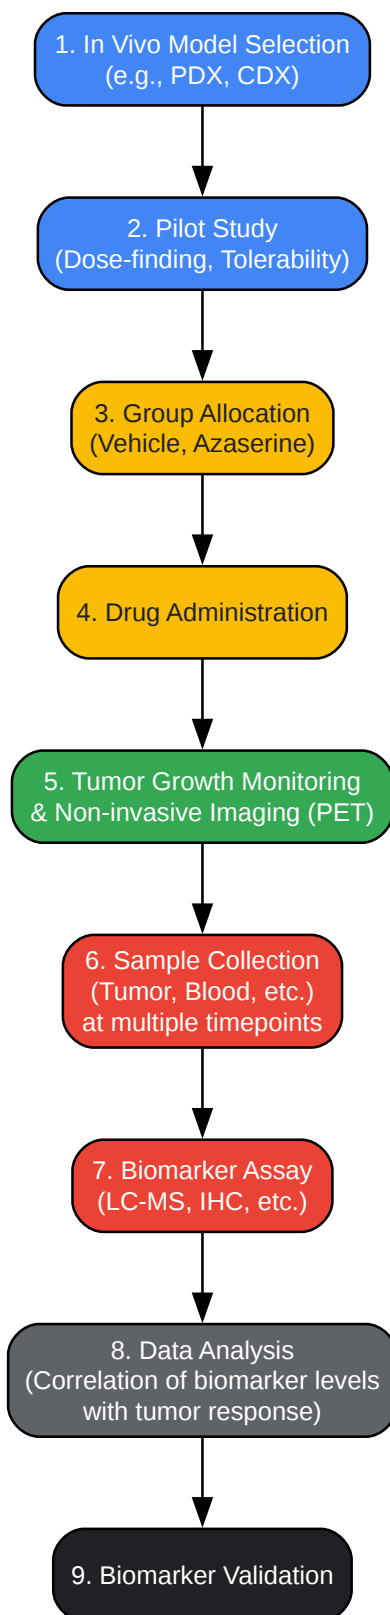 1. In Vivo Model Selection
(e.g., PDX, CDX)
2. Pilot Study
(Dose-finding, Tolerability)
3. Group Allocation
(Vehicle, Azaserine)
4. Drug Administration
5. Tumor Growth Monitoring
& Non-invasive Imaging (PET)
6. Sample Collection
(Tumor, Blood, etc.)
at multiple timepoints
7. Biomarker Assay
(LC-MS, IHC, etc.)
8. Data Analysis
(Correlation of biomarker levels
with tumor response)
9. Biomarker Validation